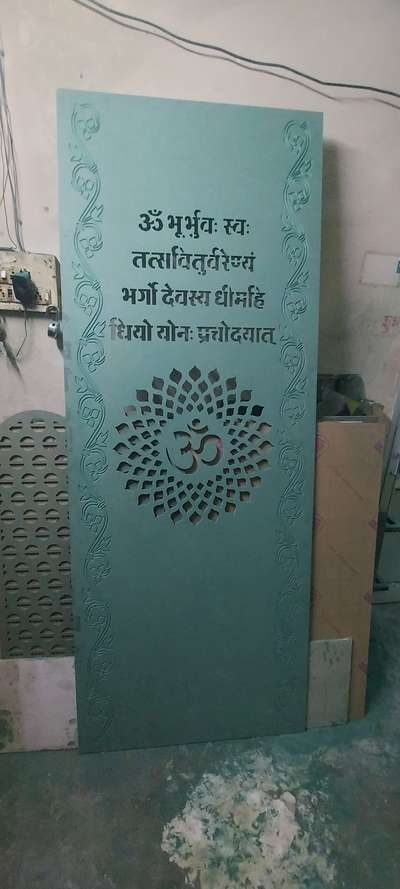 ॐ भूर्भुवः स्वः
तत्सवितुर्वरेण्यं
भर्गो देवस्य धीमहि
धियो योनः प्रचोदयात्
ॐ